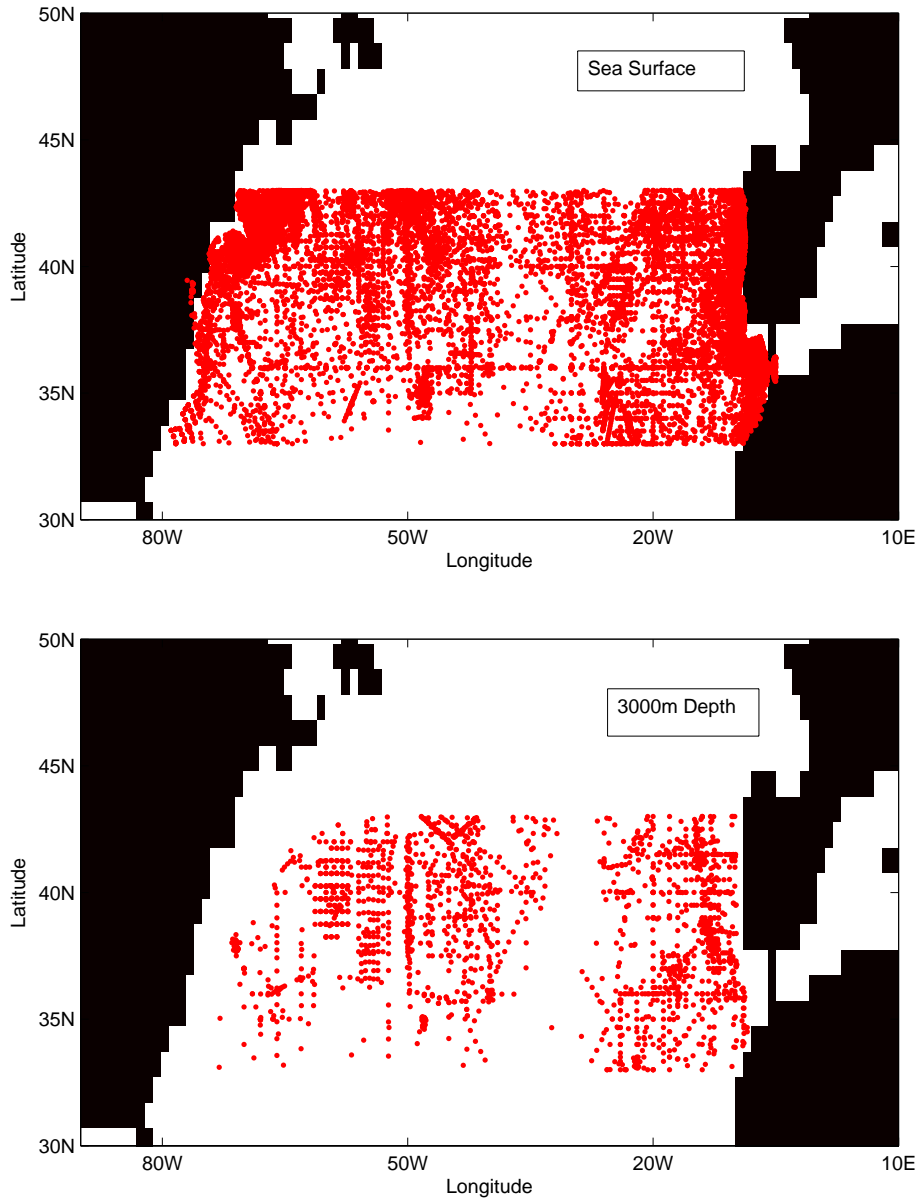 50N
Sea Surface
45N
40N
35N
30N
Latitude
80W
50W
20W
10E
Longitude
50N
3000m Depth
45N
40N
35N
30N
Latitude
80W
50W
20W
10E
Longitude